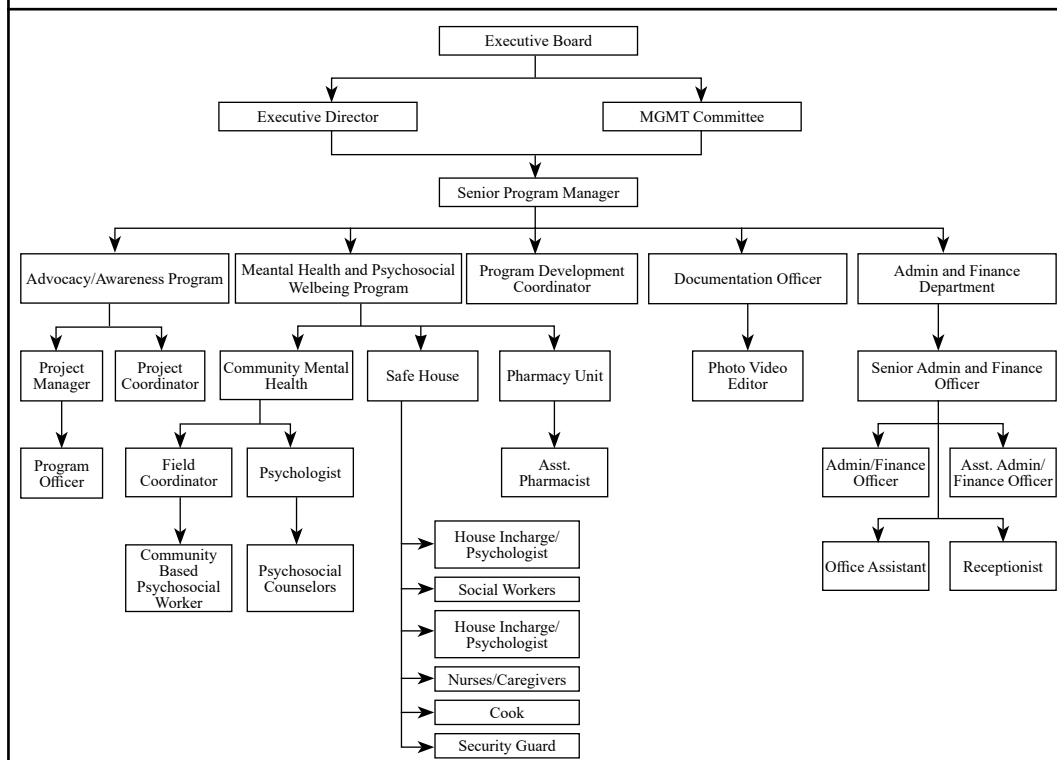 Executive Board
Executive Director
MGMT Committee
Senior Program Manager
Advocacy/Awareness Program
Meantal Health and Psychosocial
Welbeing Program
Program Development
Coordinator
Documentation Officer
Admin and Finance
Department
Project
Manager
Project
Coordinator
Community Mental
Health
Safe House
Pharmacy Unit
Photo Video
Editor
Senior Admin and Finance
Officer
Program
Officer
Field
Coordinator
Psychologist
Asst.
Pharmacist
Admin/Finance
Officer
Asst. Admin/
Finance Officer
Community
Based
Psychosocial
Worker
Psychosocial
Counselors
House Incharge/
Psychologist
Social Workers
House Incharge/
Psychologist
Nurses/Caregivers
Cook
Security Guard
Office Assistant
Receptionist